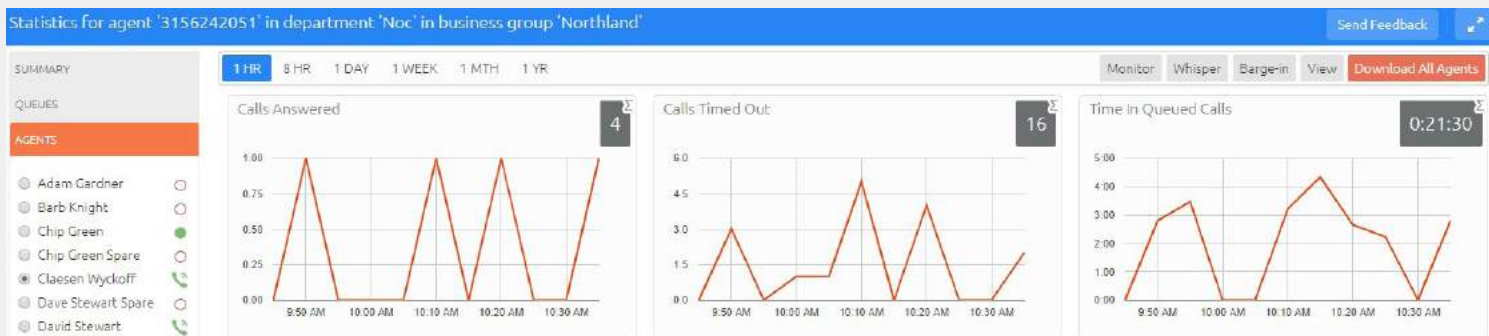 Statistics for agent '3156242051' in department 'Noc' in business group 'Northland'
Send Feedback
SUMMARY
QUEUES
AGENTS
Adam Gardner
Barb Knight
Chip Green
Chip Green Spare
Claesen Wyckoff
Dave Stewart Spare
David Stewart
1 HR 8 HR 1 DAY 1 WEEK 1 MTH 1 YR
Monitor Whisper Barge-in View Download All Agents
Calls Answered
Σ
4
1.00
0.75
0.50
0.25
0.00
9:50 AM 10:00 AM 10:10 AM 10:20 AM 10:30 AM
Calls Timed Out
Σ
16
6.0
4.5
3.0
1.5
0.0
9:50 AM 10:00 AM 10:10 AM 10:20 AM 10:30 AM
Time In Queued Calls
Σ
0:21:30
5:00
4:00
3:00
2:00
1:00
0:00
9:50 AM 10:00 AM 10:10 AM 10:20 AM 10:30 AM